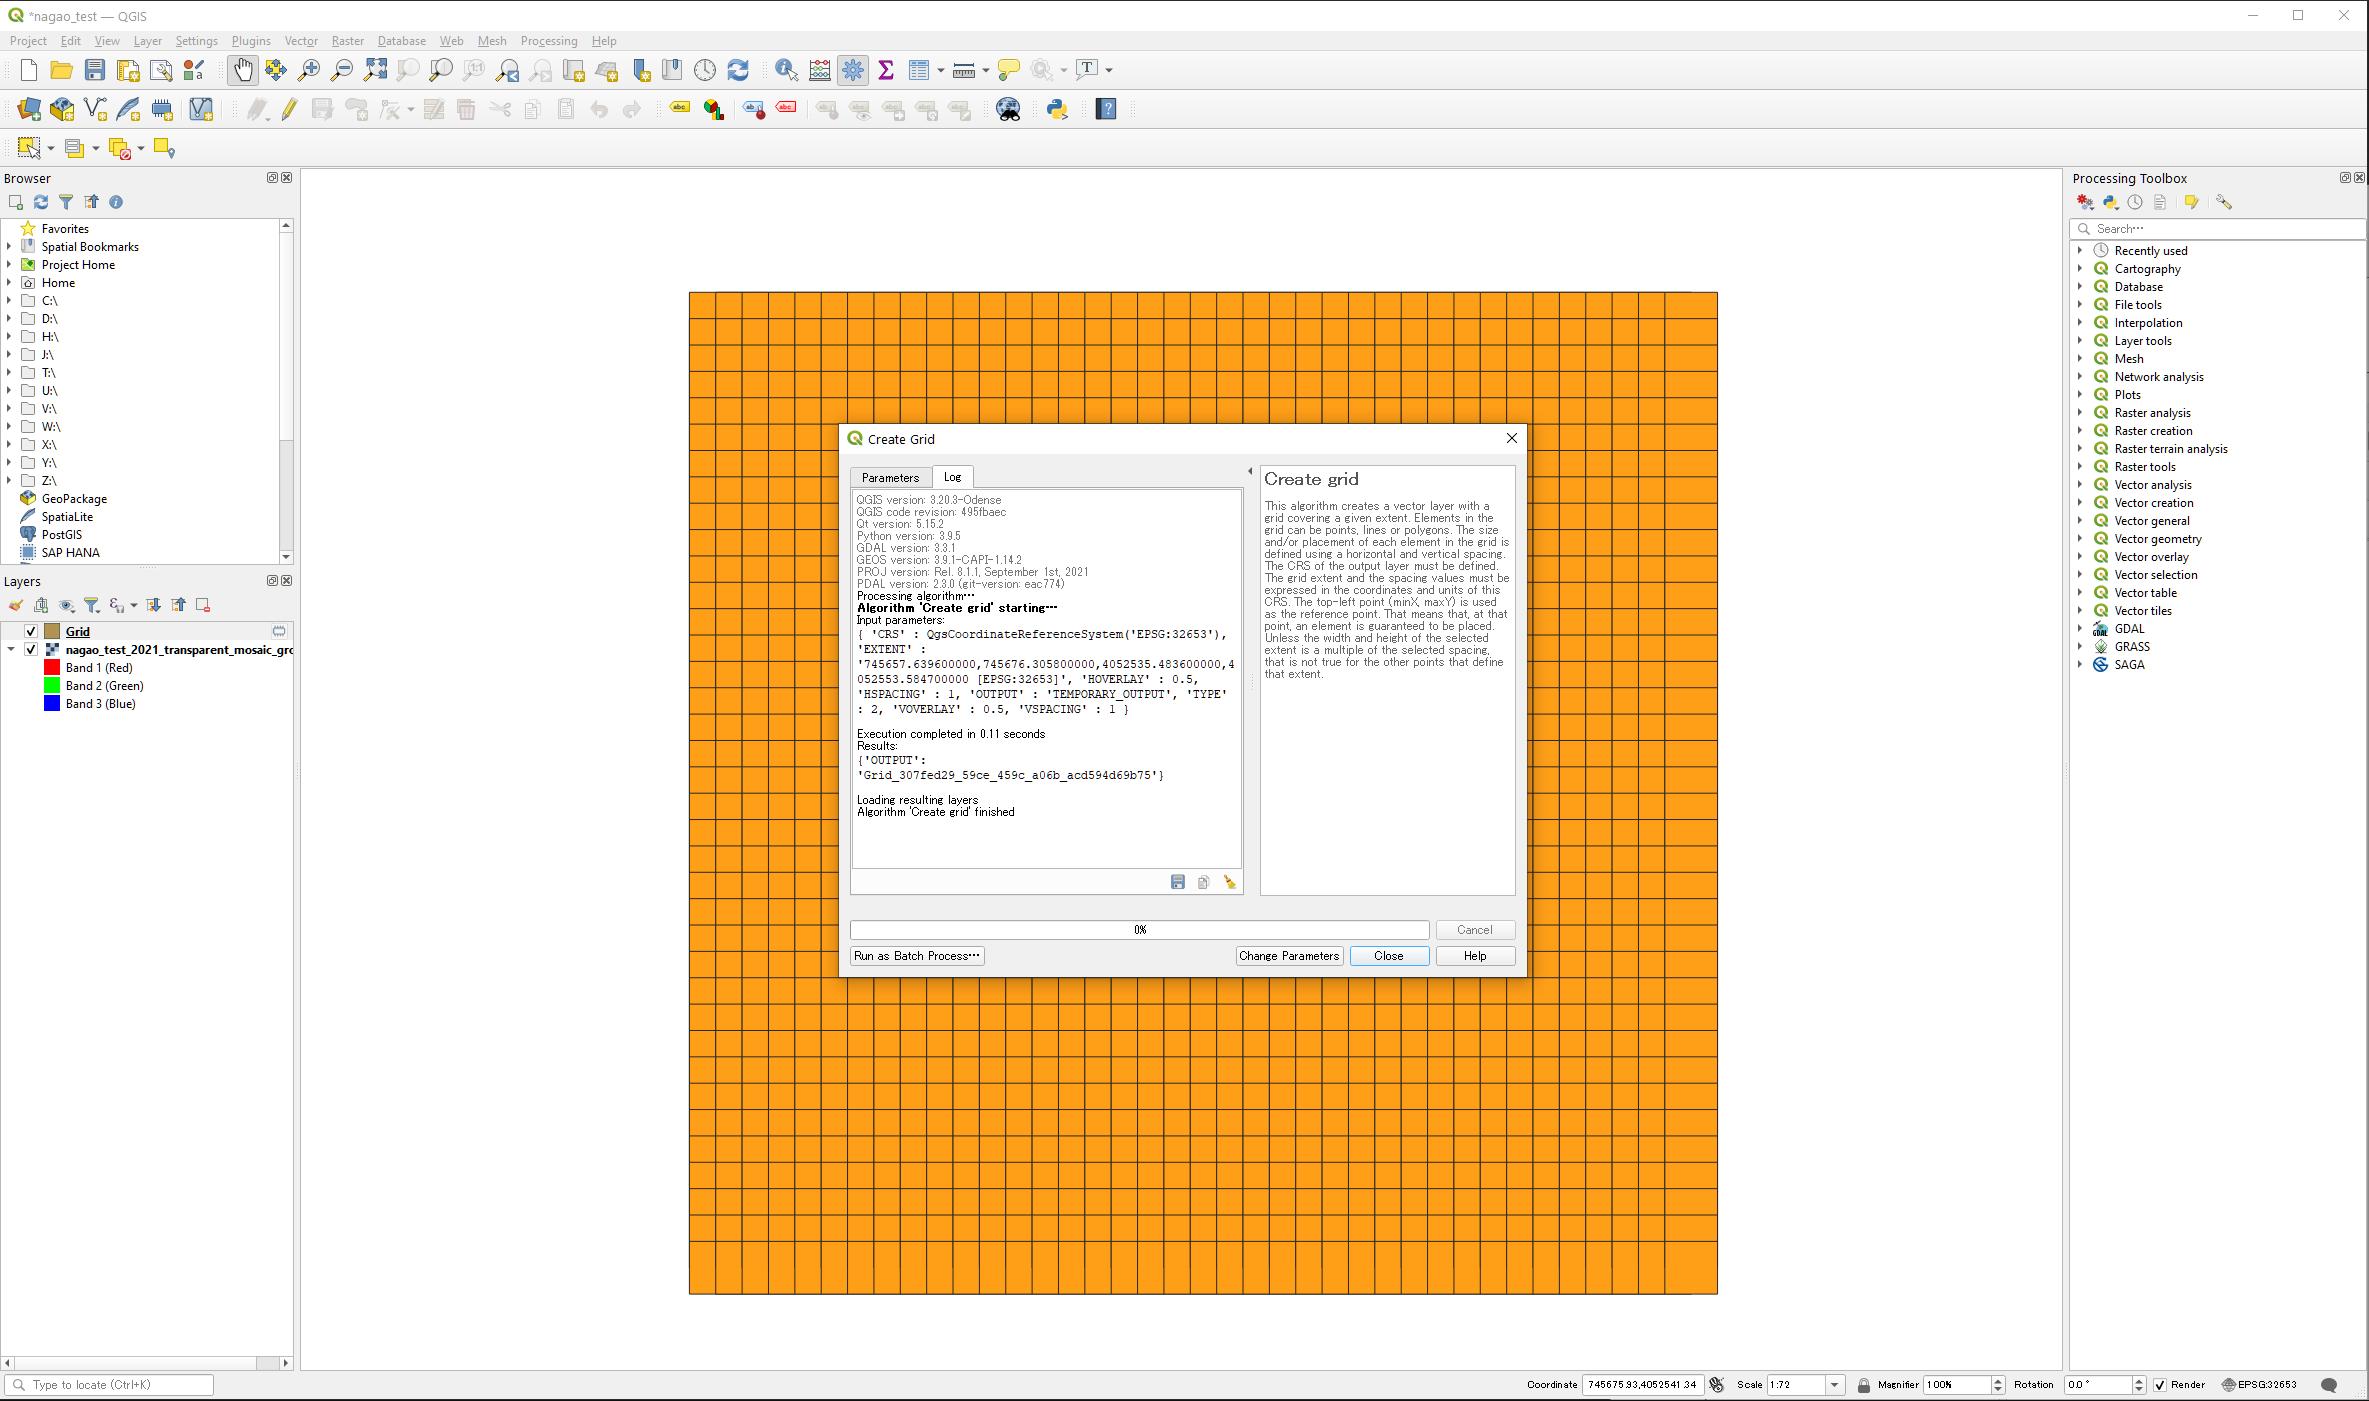 *nagao_test — QGIS
Project Edit View Layer Settings Plugins Vector Raster Database Web Mesh Processing Help
Browser
Favorites
Spatial Bookmarks
Project Home
Home
C:\
D:\
H:\
J:\
T:\
U:\
V:\
W:\
X:\
Y:\
Z:\
GeoPackage
SpatiaLite
PostGIS
SAP HANA
Layers
Grid
nagao_test_2021_transparent_mosaic_gro
Band 1 (Red)
Band 2 (Green)
Band 3 (Blue)
Create Grid
Parameters Log
QGIS version: 3.20.3-Odense
QGIS code revision: 495fbaec
Qt version: 5.15.2
Python version: 3.9.5
GDAL version: 3.3.1
GEOS version: 3.9.1-CAPI-1.14.2
PROJ version: Rel. 8.1.1, September 1st, 2021
PDAL version: 2.3.0 (git-version: eac774)
Processing algorithm…
Algorithm 'Create grid' starting…
Input parameters:
{ 'CRS' : QgsCoordinateReferenceSystem('EPSG:32653'),
'EXTENT' :
'745657.639600000,745676.305800000,4052535.483600000,4
052553.584700000 [EPSG:32653]', 'HOVERLAY' : 0.5,
'HSPACING' : 1, 'OUTPUT' : 'TEMPORARY_OUTPUT', 'TYPE'
: 2, 'VOVERLAY' : 0.5, 'VSPACING' : 1 }
Execution completed in 0.11 seconds
Results:
{'OUTPUT':
'Grid_307fed29_59ce_459c_a06b_acd594d69b75'}
Loading resulting layers
Algorithm 'Create grid' finished
Create grid
This algorithm creates a vector layer with a
grid covering a given extent. Elements in the
grid can be points, lines or polygons. The size
and/or placement of each element in the grid is
defined using a horizontal and vertical spacing.
The CRS of the output layer must be defined.
The grid extent and the spacing values must be
expressed in the coordinates and units of this
CRS. The top-left point (minX, maxY) is used
as the reference point. That means that, at that
point, an element is guaranteed to be placed.
Unless the width and height of the selected
extent is a multiple of the selected spacing,
that is not true for the other points that define
that extent.
0%
Cancel
Run as Batch Process…
Change Parameters
Close
Help
Processing Toolbox
Search…
Recently used
Cartography
Database
File tools
Interpolation
Layer tools
Mesh
Network analysis
Plots
Raster analysis
Raster creation
Raster terrain analysis
Raster tools
Vector analysis
Vector creation
Vector general
Vector geometry
Vector overlay
Vector selection
Vector table
Vector tiles
GDAL
GRASS
SAGA
Type to locate (Ctrl+K)
Coordinate 745675.93,4052541.34 Scale 1:72 Magnifier 100% Rotation 0.0 ° Render EPSG:32653